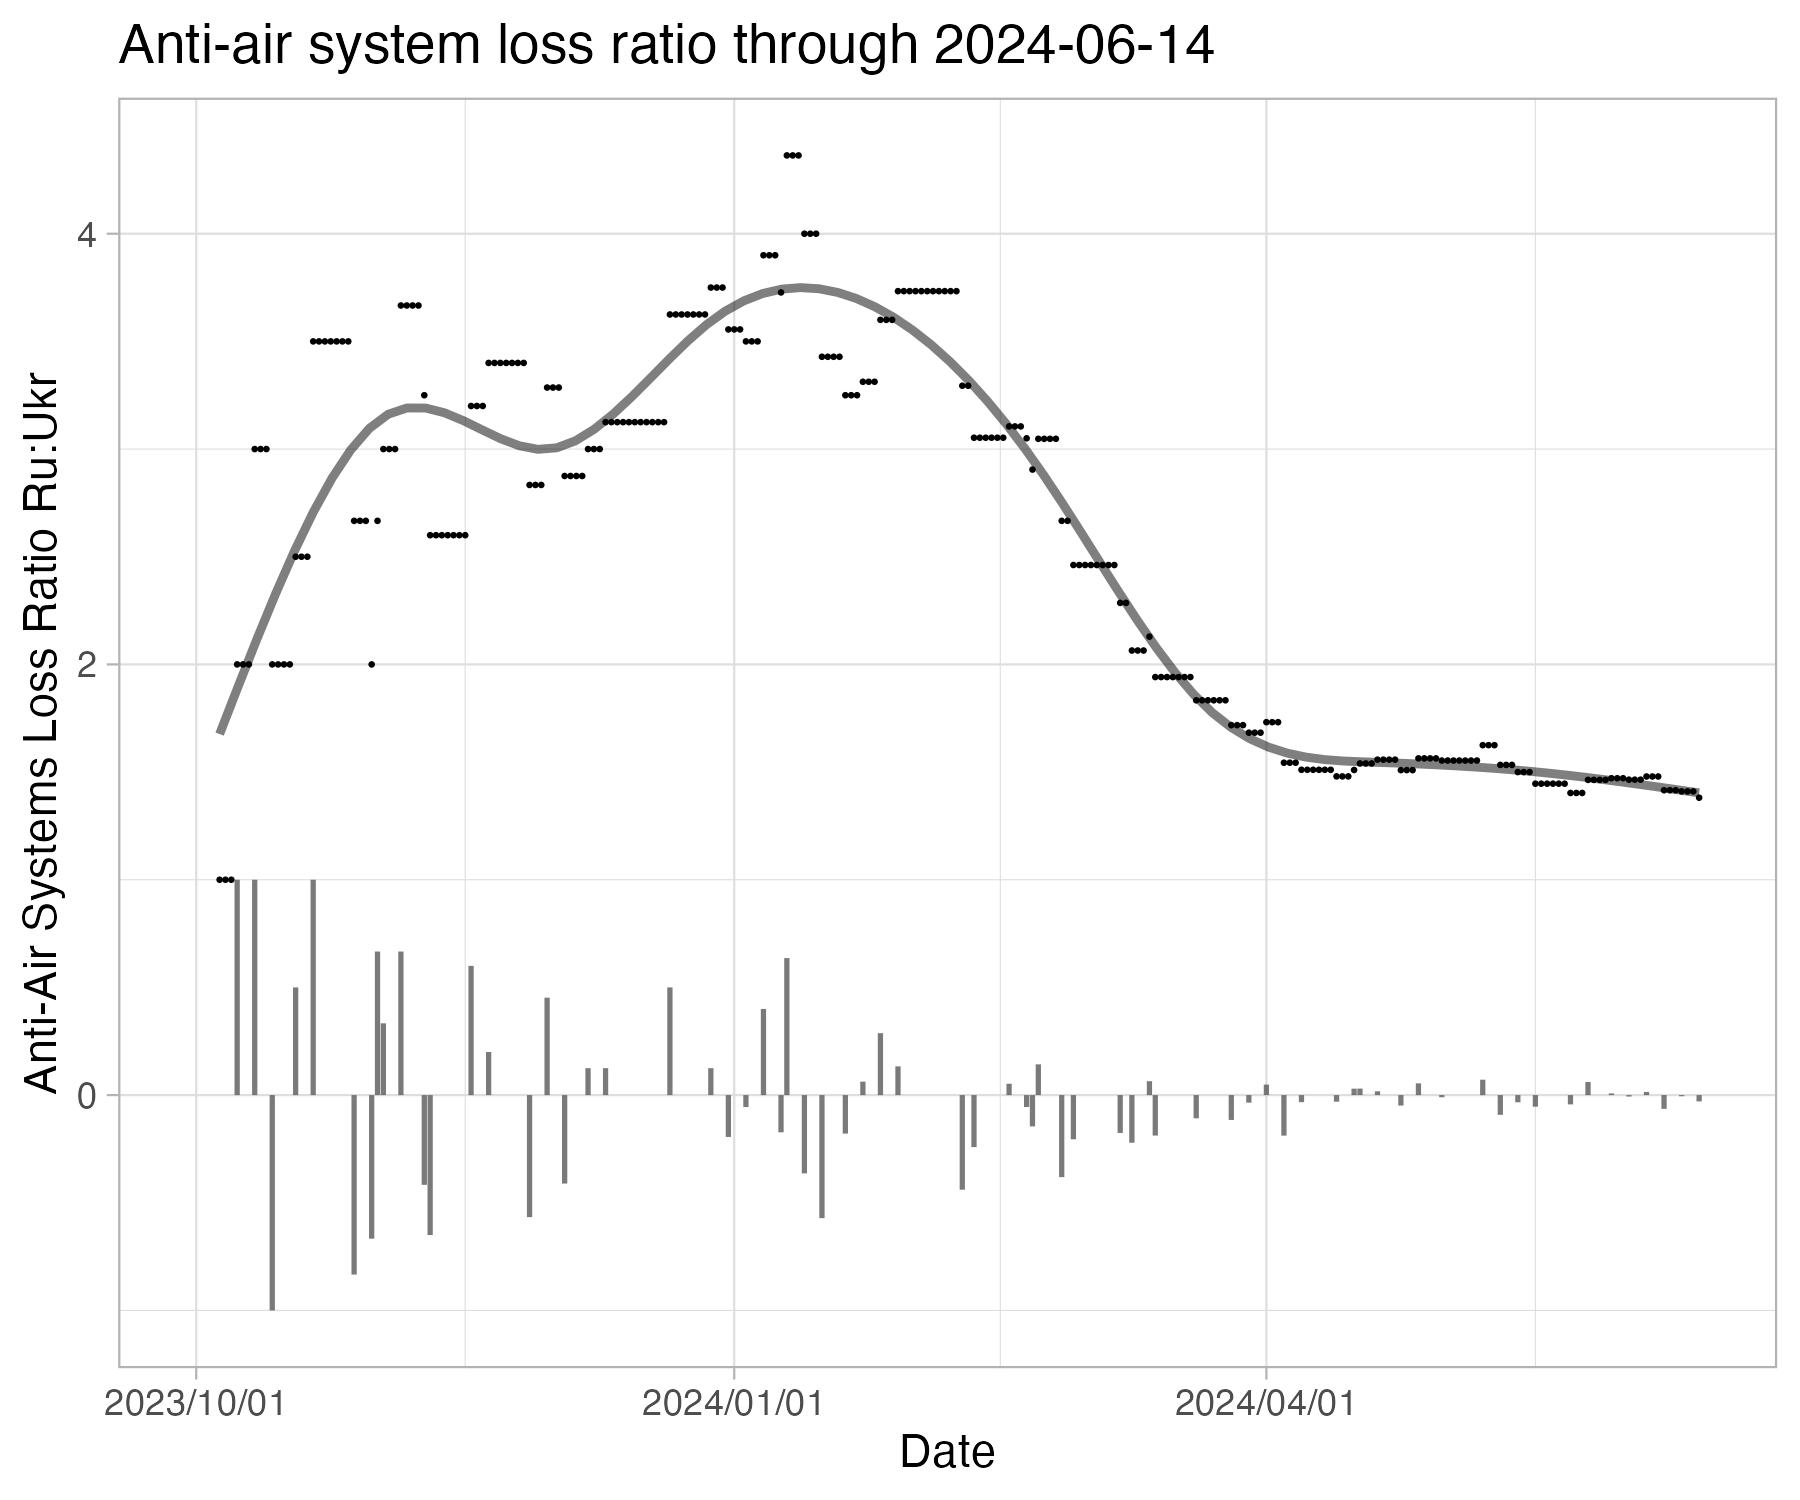 Anti-air system loss ratio through 2024-06-14
Anti-Air Systems Loss Ratio Ru:Ukr
4
2
0
2023/10/01 2024/01/01 2024/04/01
Date